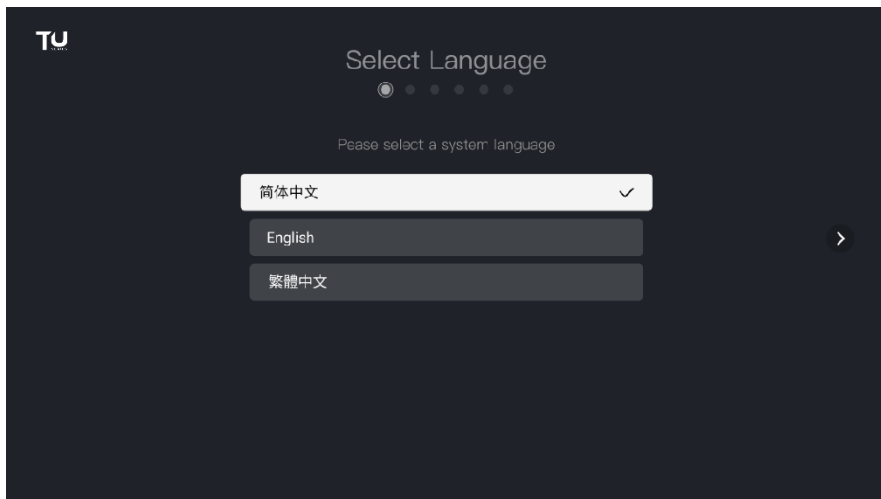 TU
Select Language
Pease select a system language
简体中文
English
繁體中文